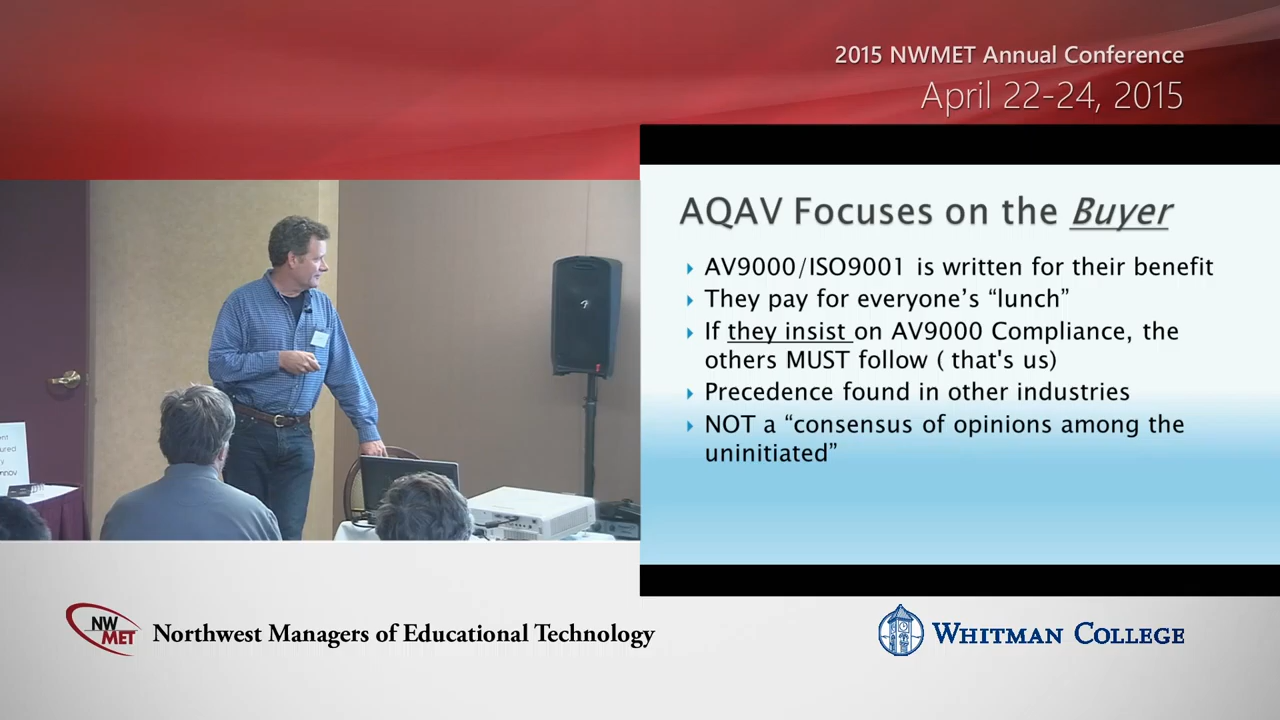 2015 NWMET Annual Conference
April 22-24, 2015
AQAV Focuses on the Buyer
AV9000/ISO9001 is written for their benefit
They pay for everyone’s “lunch”
If they insist on AV9000 Compliance, the
others MUST follow ( that's us)
Precedence found in other industries
NOT a “consensus of opinions among the
uninitiated”
NW
MET
Northwest Managers of Educational Technology
WHITMAN COLLEGE